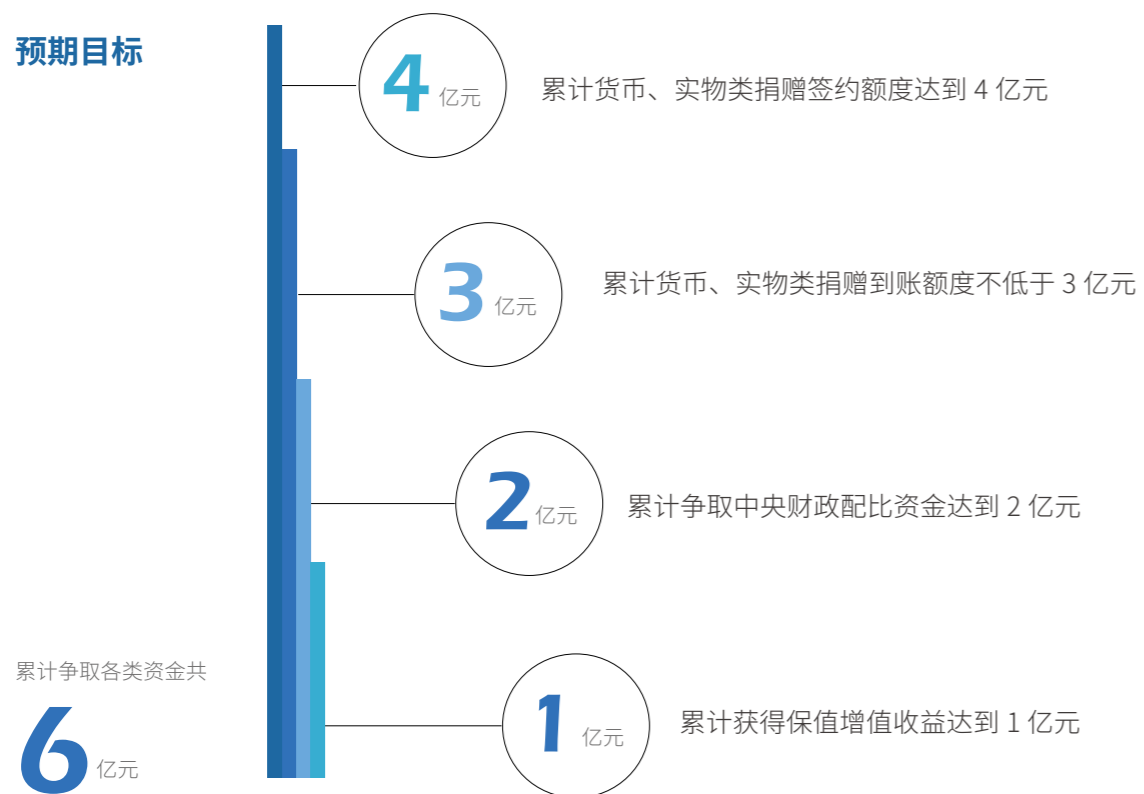 预期目标
4 亿元
累计货币、实物类捐赠签约额度达到 4 亿元
3 亿元
累计货币、实物类捐赠到账额度不低于 3 亿元
2 亿元
累计争取中央财政配比资金达到 2 亿元
1 亿元
累计获得保值增值收益达到 1 亿元
累计争取各类资金共
6 亿元